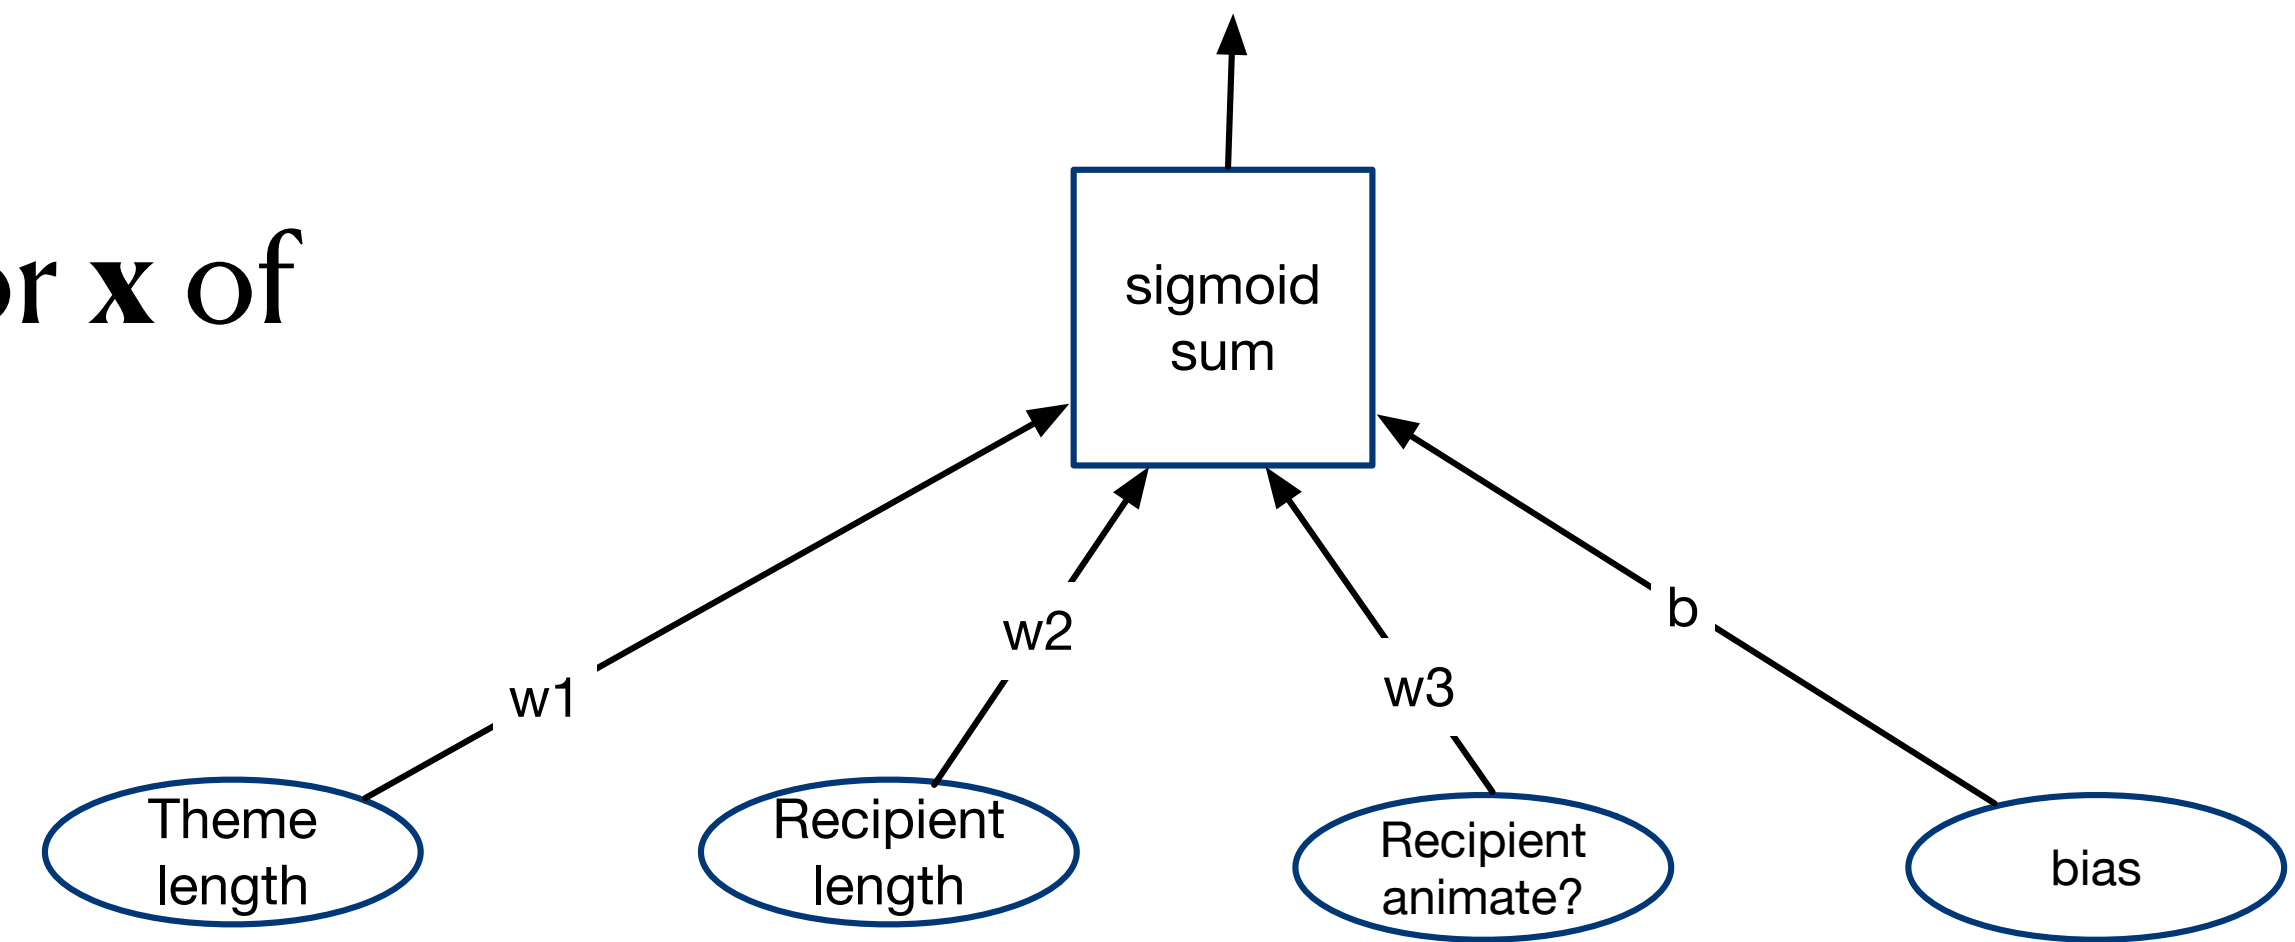 r x of
sigmoid
sum
w1
w2
w3
b
Theme
length
Recipient
length
Recipient
animate?
bias